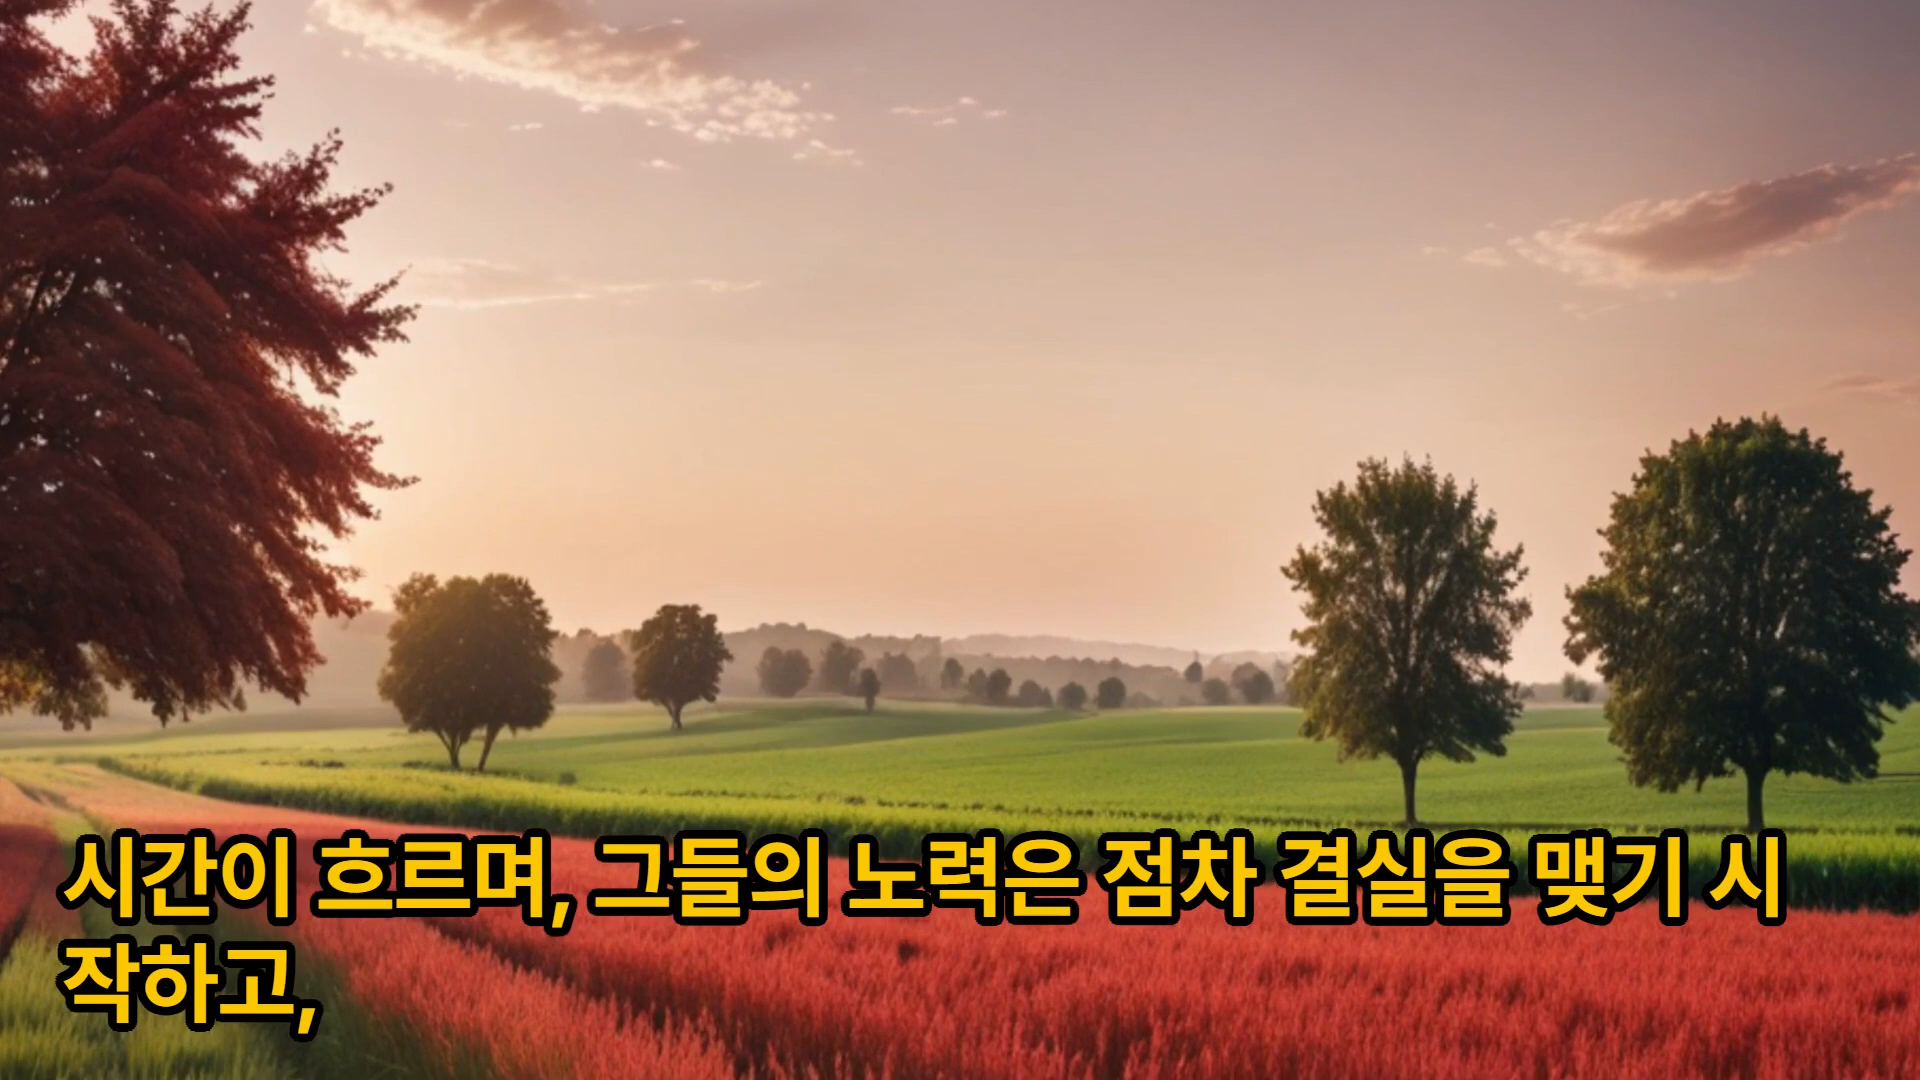 시간이 흐르며, 그들의 노력은 점차 결실을 맺기 시
작하고,